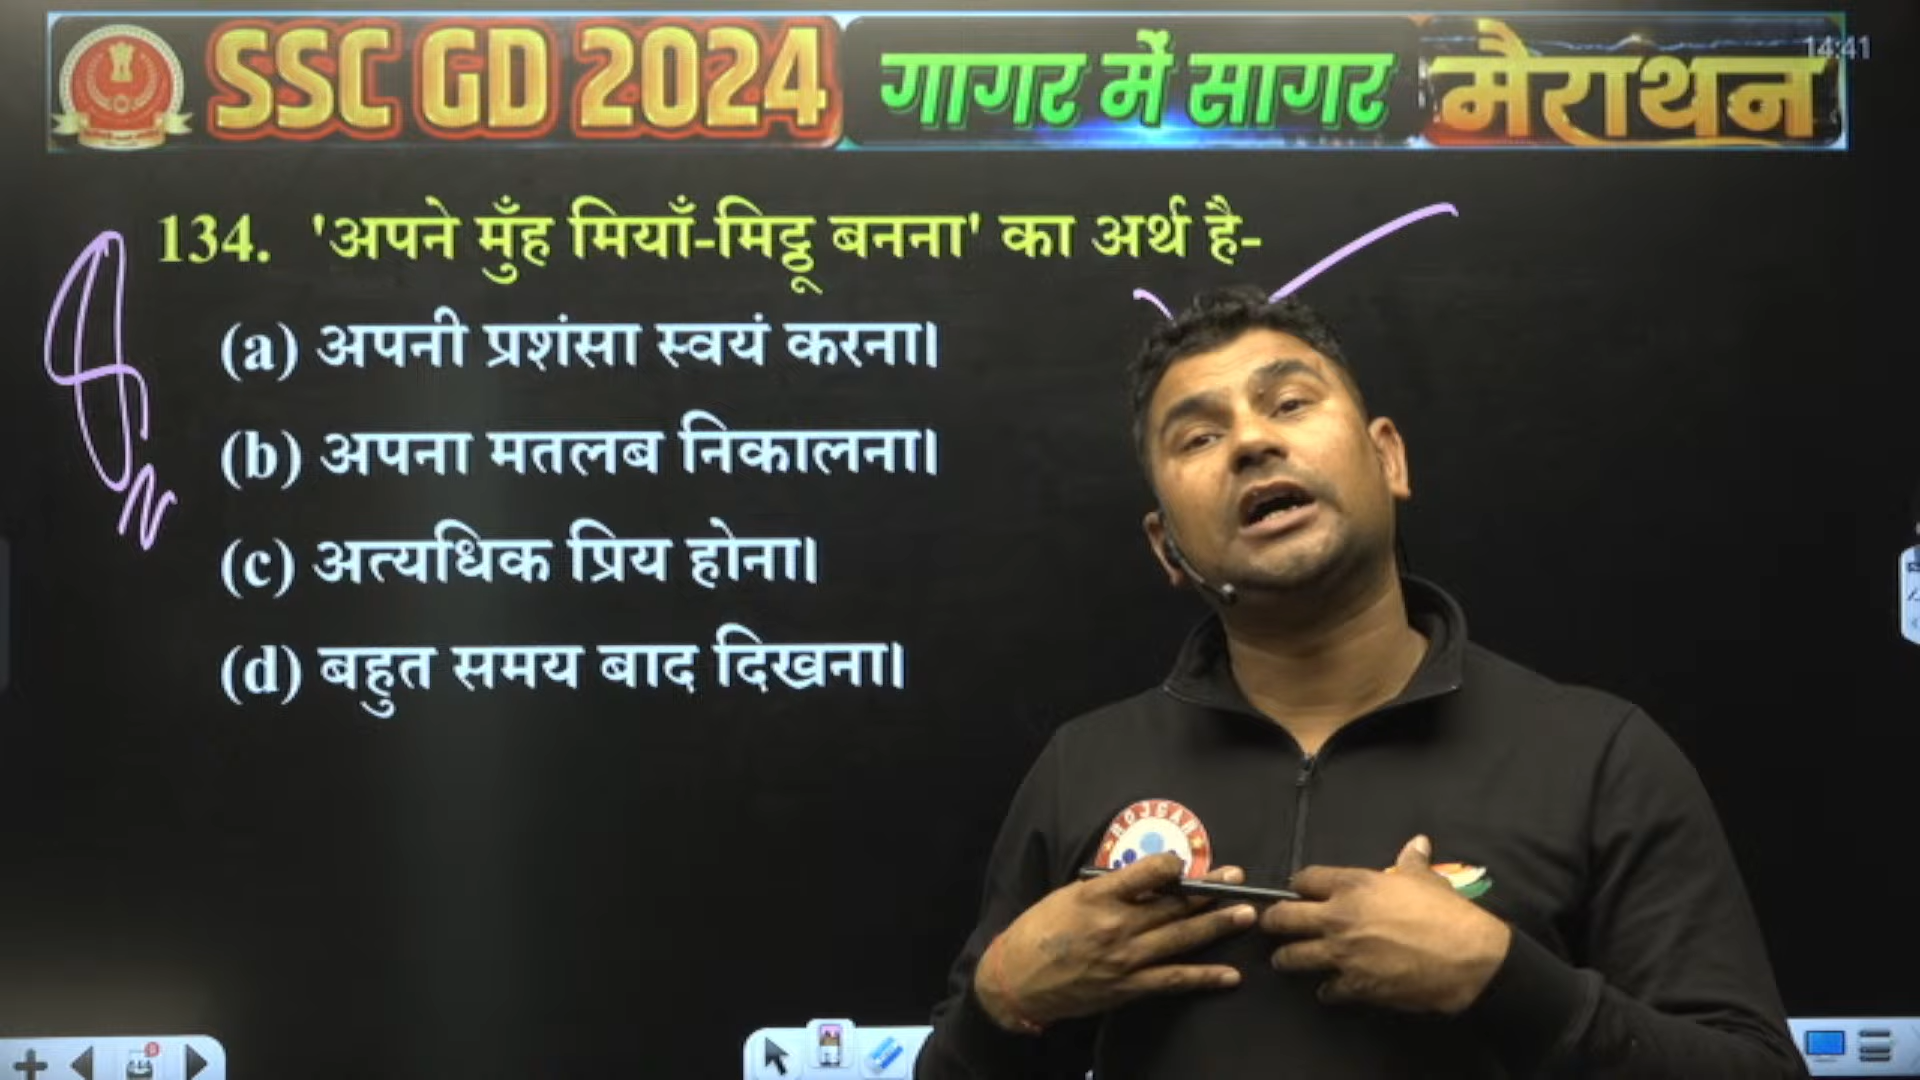 SSC GD 2024 गागर में सागर मैराथन
14:41
134. 'अपने मुँह मियाँ-मिट्ठू बनना' का अर्थ है-
(a) अपनी प्रशंसा स्वयं करना।
(b) अपना मतलब निकालना।
(c) अत्यधिक प्रिय होना।
(d) बहुत समय बाद दिखना।
ROJGAR